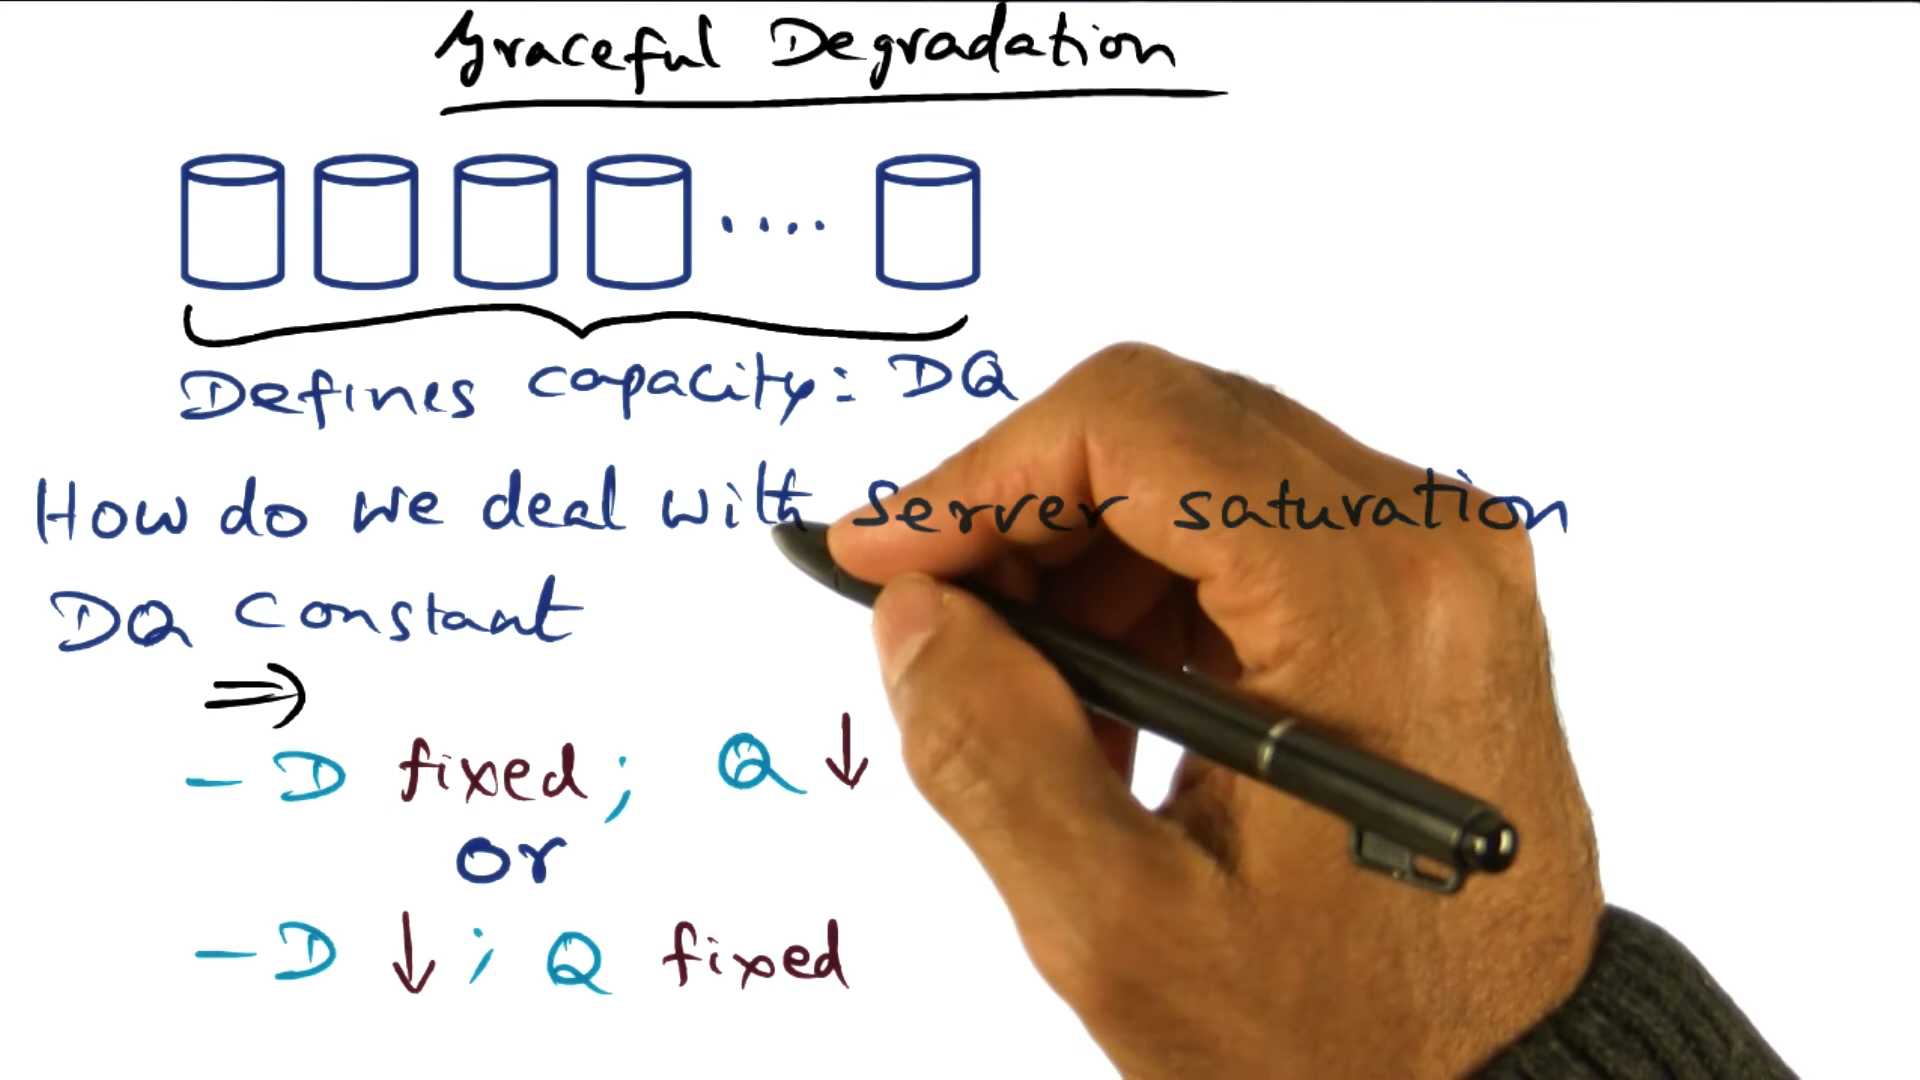 Graceful Degradation
Defines capacity: DQ
How do we deal with server saturation
DQ Constant
⇒
- D fixed; Q ↓
or
- D ↓; Q fixed